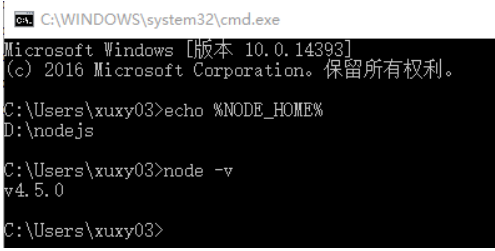 C:\WINDOWS\system32\cmd.exe
Microsoft Windows [版本 10.0.14393]
(c) 2016 Microsoft Corporation。保留所有权利。
C:\Users\xuxy03>echo %NODE_HOME%
D:\nodejs
C:\Users\xuxy03>node -v
v4.5.0
C:\Users\xuxy03>